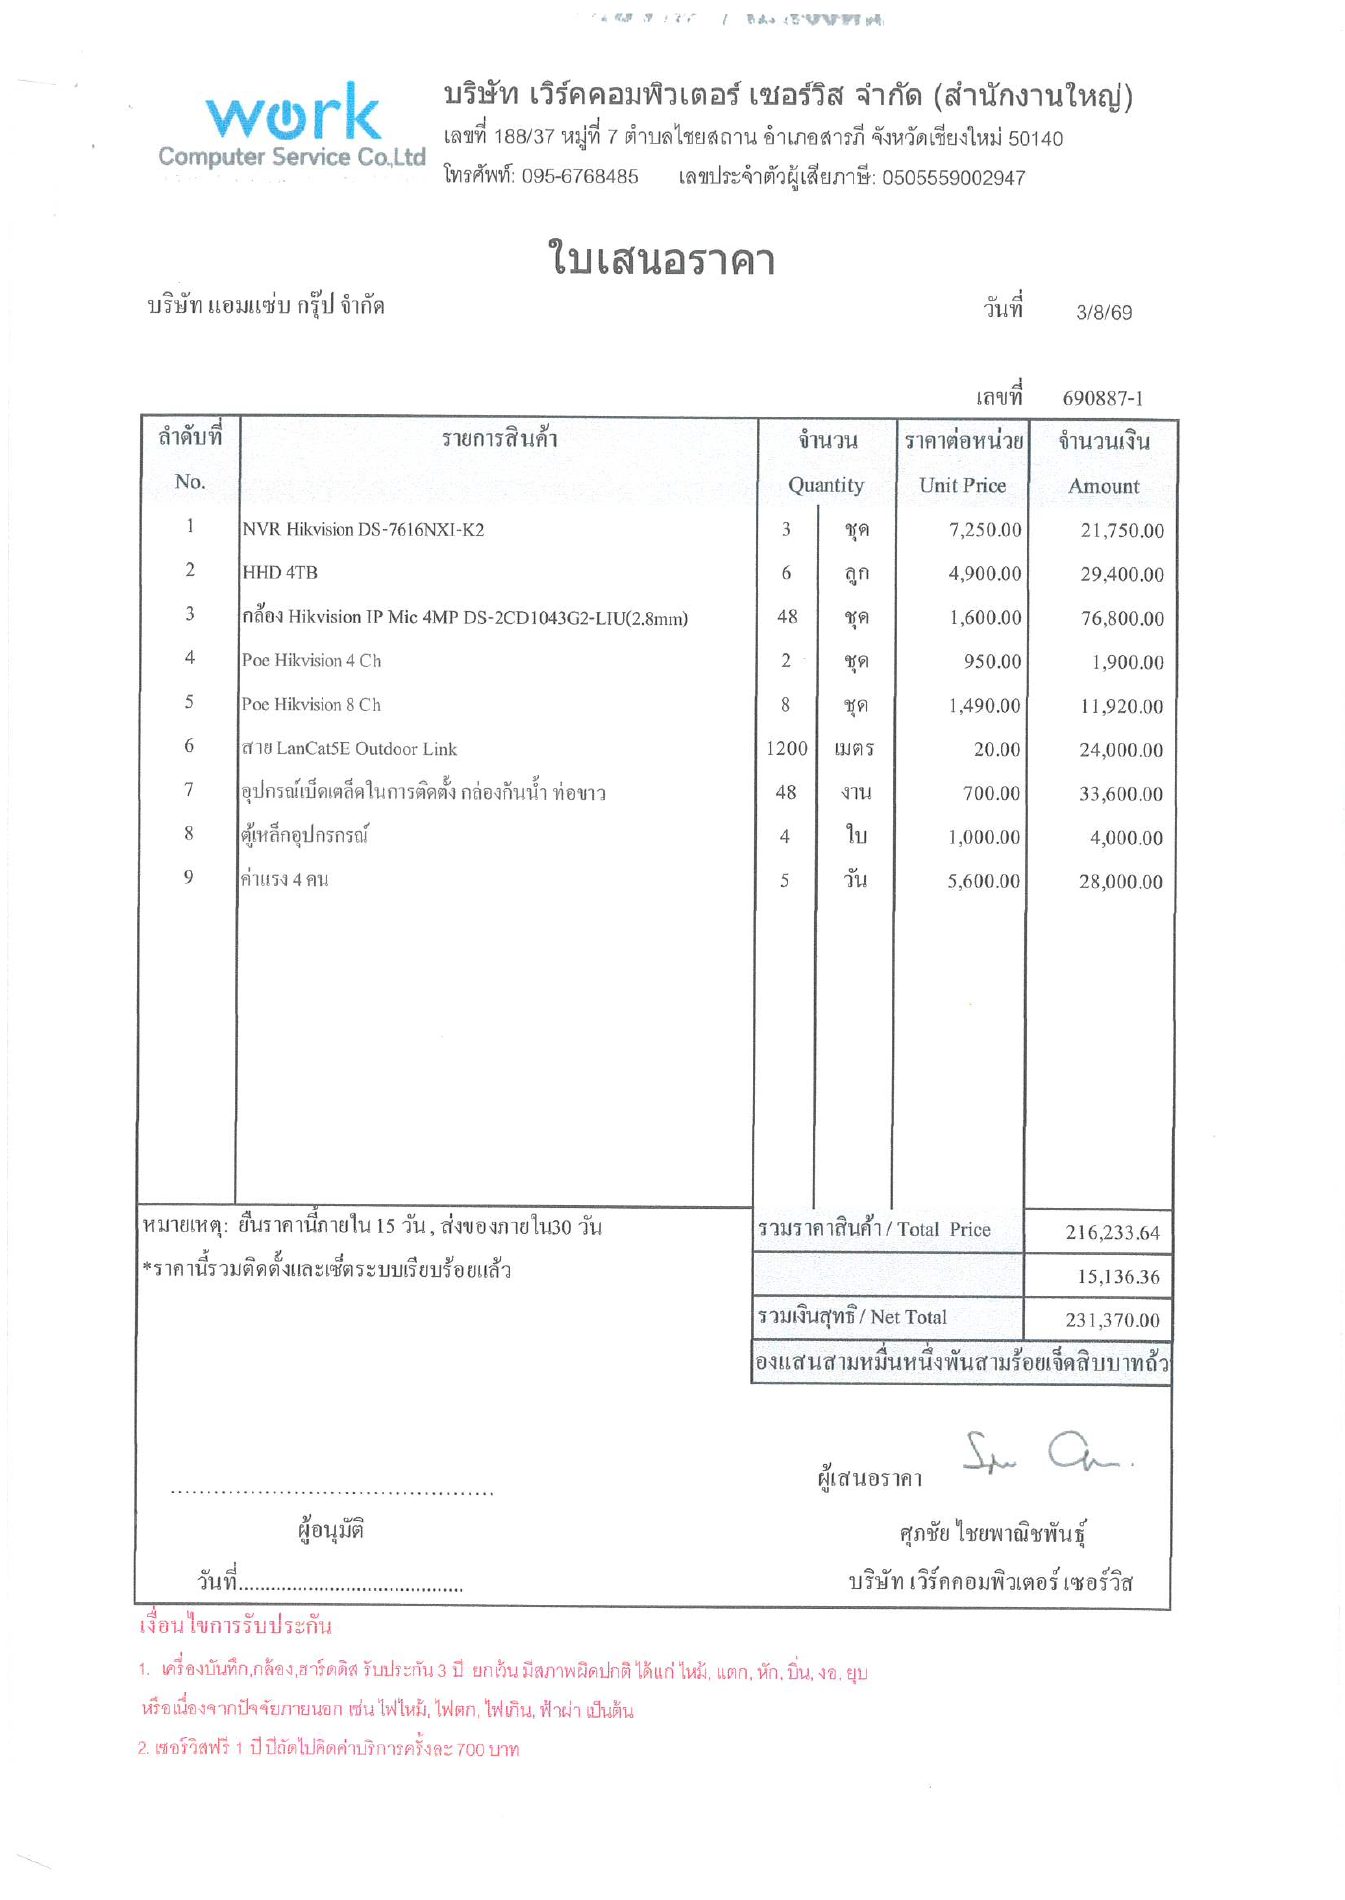 work
Computer Service Co,Ltd
บริษัท เวิร์คคอมพิวเตอร์ เซอร์วิส จำกัด (สำนักงานใหญ่)
เลขที่ 188/37 หมู่ที่ 7 ตำบลไชยสถาน อำเภอสารภี จังหวัดเชียงใหม่ 50140
โทรศัพท์: 095-6768485 เลขประจำตัวผู้เสียภาษี: 0505559002947
ใบเสนอราคา
บริษัท แอมแซ่บ กรุ๊ป จำกัด วันที่ 3/8/69
เลขที่ 690887-1
ลำดับที่ รายการสินค้า จำนวน ราคาต่อหน่วย จำนวนเงิน
No. Quantity Unit Price Amount
1 NVR Hikvision DS-7616NXI-K2 3 ชุด 7,250.00 21,750.00
2 HHD 4TB 6 ลูก 4,900.00 29,400.00
3 กล้อง Hikvision IP Mic 4MP DS-2CD1043G2-LIU(2.8mm) 48 ชุด 1,600.00 76,800.00
4 Poe Hikvision 4 Ch 2 ชุด 950.00 1,900.00
5 Poe Hikvision 8 Ch 8 ชุด 1,490.00 11,920.00
6 สาย LanCat5E Outdoor Link 1200 เมตร 20.00 24,000.00
7 อุปกรณ์เบ็ดเตล็ดในการติดตั้ง กล่องกันน้ำ ท่อขาว 48 งาน 700.00 33,600.00
8 ตู้เหล็กอุปกรกรณ์ 4 ใบ 1,000.00 4,000.00
9 ค่าแรง 4 คน 5 วัน 5,600.00 28,000.00
หมายเหตุ: ยืนราคานี้ภายใน 15 วัน , ส่งของภายใน30 วัน รวมราคาสินค้า / Total Price 216,233.64
*ราคานี้รวมติดตั้งและเซ็ตระบบเรียบร้อยแล้ว 15,136.36
รวมเงินสุทธิ / Net Total 231,370.00
องแสนสามหมื่นหนึ่งพันสามร้อยเจ็ดสิบบาทถ้ว
ผู้เสนอราคา
ผู้อนุมัติ ศุภชัย ไชยพาณิชพันธุ์
วันที่.......................................... บริษัท เวิร์คคอมพิวเตอร์ เซอร์วิส
เงื่อนไขการรับประกัน
1. เครื่องบันทึก,กล้อง,ฮาร์ดดิส รับประกัน 3 ปี ยกเว้น มีสภาพผิดปกติ ได้แก่ ไหม้, แตก, หัก, บิ่น, งอ, ยุบ
หรือเนื่องจากปัจจัยภายนอก เช่น ไฟไหม้, ไฟตก, ไฟเกิน, ฟ้าผ่า เป็นต้น
2. เซอร์วิสฟรี 1 ปี ปีถัดไปคิดค่าบริการครั้งละ 700 บาท